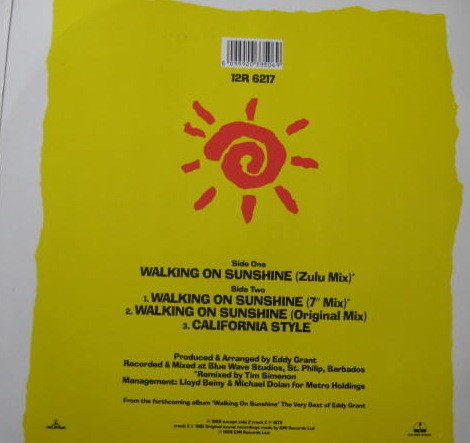 12R 6217
Side One
WALKING ON SUNSHINE (Zulu Mix)*
Side Two
1. WALKING ON SUNSHINE (7" Mix)*
2. WALKING ON SUNSHINE (Original Mix)
3. CALIFORNIA STYLE
Produced & Arranged by Eddy Grant
Recorded & Mixed at Blue Wave Studios, St. Philip, Barbados
*Remixed by Tim Simenon
Management: Lloyd Beiny & Michael Dolan for Metro Holdings
From the forthcoming album 'Walking On Sunshine' The Very Best of Eddy Grant